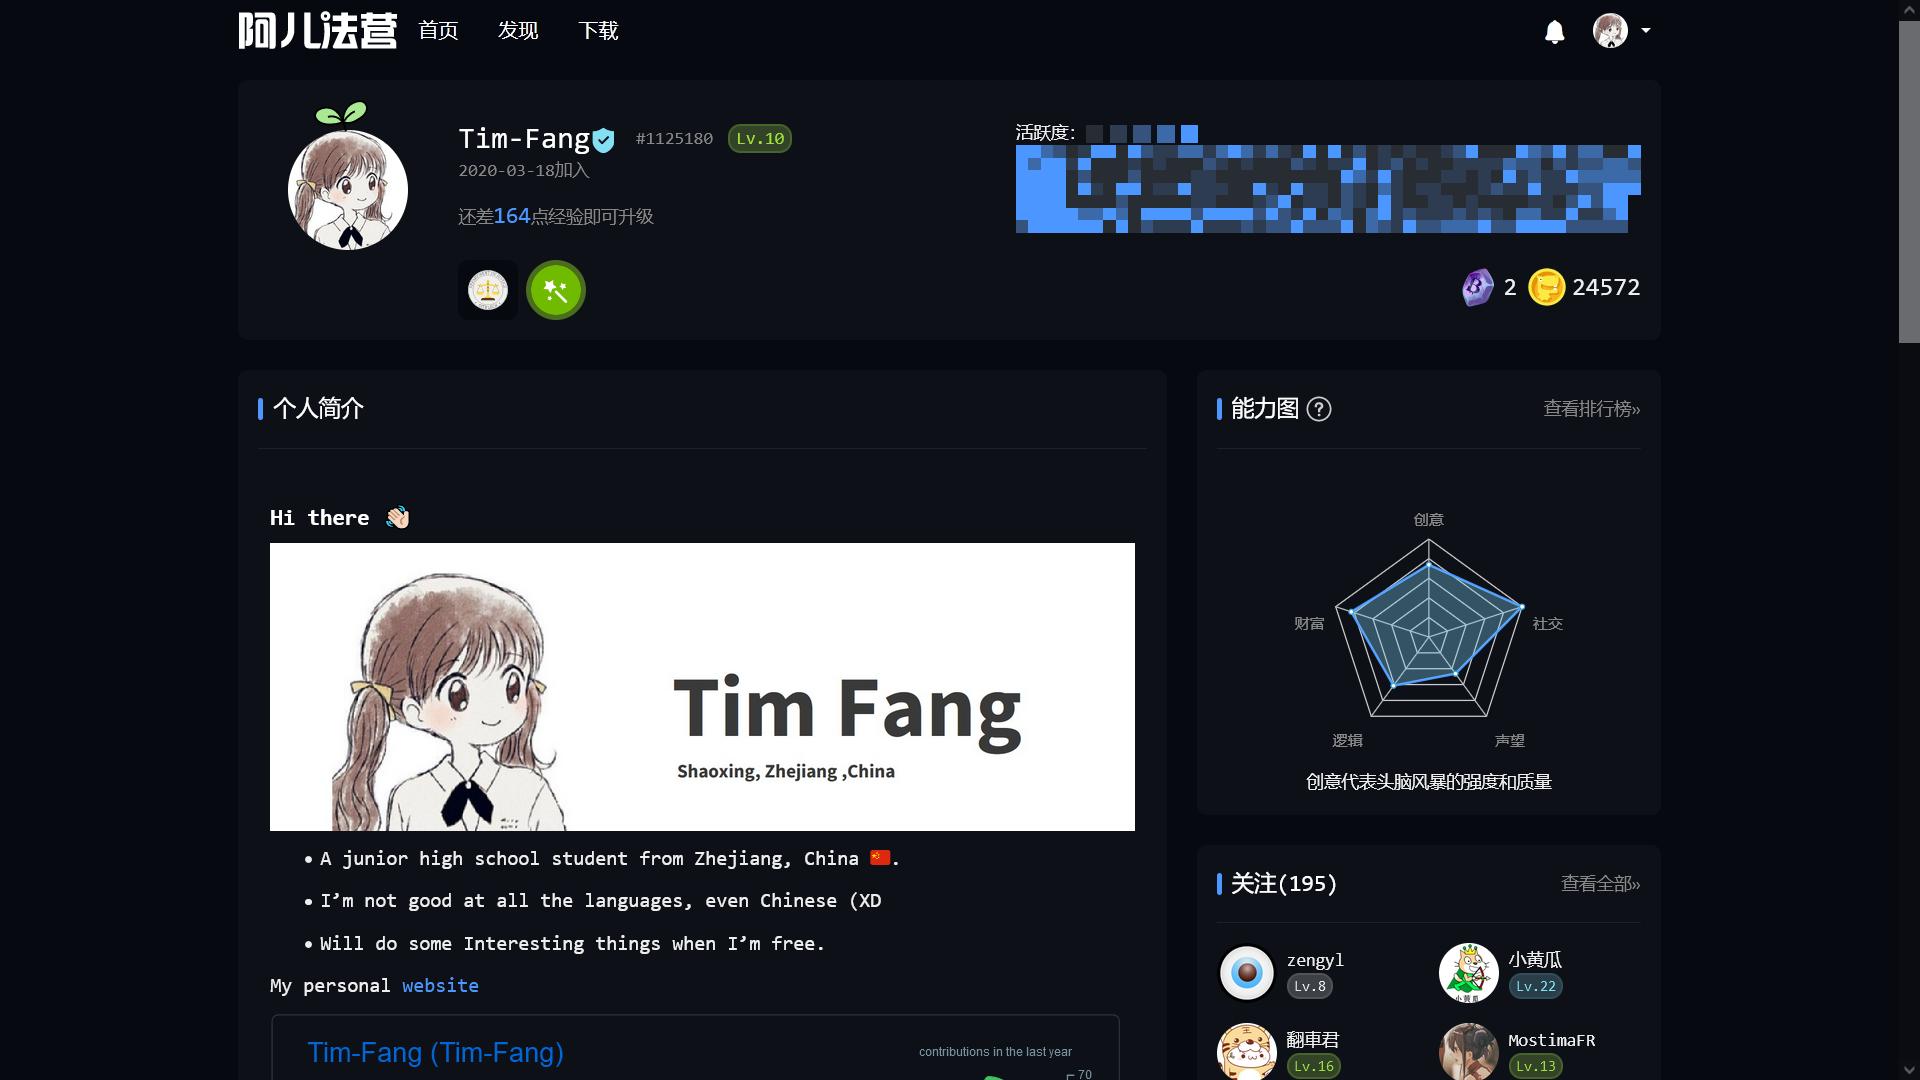 阿儿法营 首页 发现 下载
Tim-Fang #1125180 Lv.10
2020-03-18加入
还差164点经验即可升级
活跃度:
2 24572
个人简介
Hi there
Tim Fang
Shaoxing, Zhejiang ,China
A junior high school student from Zhejiang, China 🇨🇳.
I’m not good at all the languages, even Chinese (XD
Will do some Interesting things when I’m free.
My personal website
Tim-Fang (Tim-Fang)
contributions in the last year
70
能力图 ? 查看排行榜»
创意
财富 社交
逻辑 声望
创意代表头脑风暴的强度和质量
关注(195) 查看全部»
zengyl
Lv.8
小黄瓜
小黄瓜
Lv.22
翻車君
Lv.16
MostimaFR
Lv.13